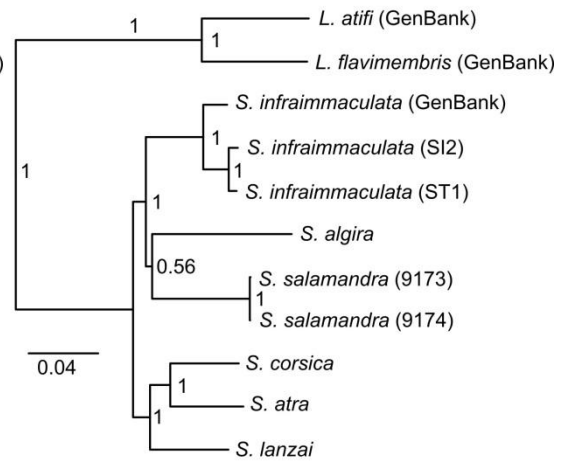 1
L. atifi (GenBank)
1
)
L. flavimembris (GenBank)
S. infraimmaculata (GenBank)
1
S. infraimmaculata (SI2)
1
1
S. infraimmaculata (ST1)
1
S. algira
0.56
S. salamandra (9173)
1
S. salamandra (9174)
0.04
S. corsica
1
S. atra
1
S. lanzai